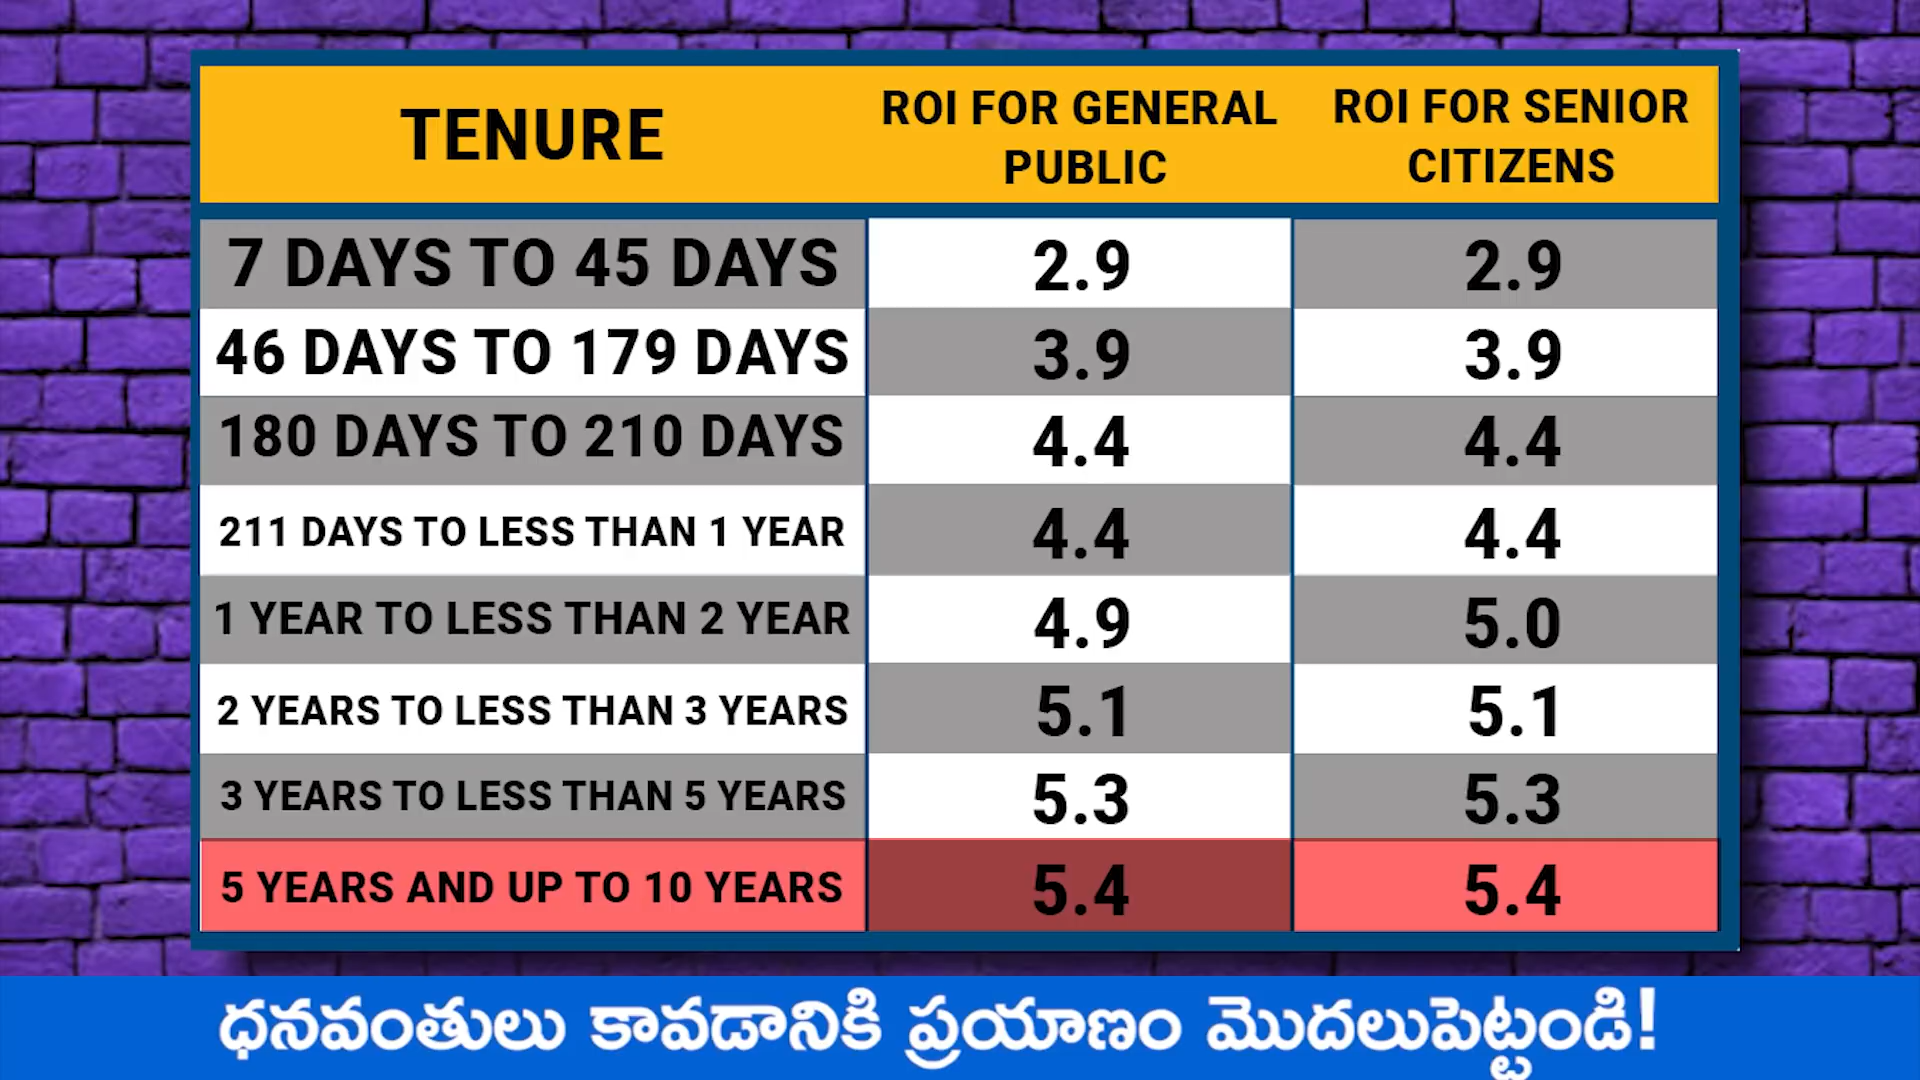 TENURE ROI FOR GENERAL PUBLIC ROI FOR SENIOR CITIZENS
7 DAYS TO 45 DAYS 2.9 2.9
46 DAYS TO 179 DAYS 3.9 3.9
180 DAYS TO 210 DAYS 4.4 4.4
211 DAYS TO LESS THAN 1 YEAR 4.4 4.4
1 YEAR TO LESS THAN 2 YEAR 4.9 5.0
2 YEARS TO LESS THAN 3 YEARS 5.1 5.1
3 YEARS TO LESS THAN 5 YEARS 5.3 5.3
5 YEARS AND UP TO 10 YEARS 5.4 5.4
ధనవంతులు కావడానికి ప్రయాణం మొదలుపెట్టండి!